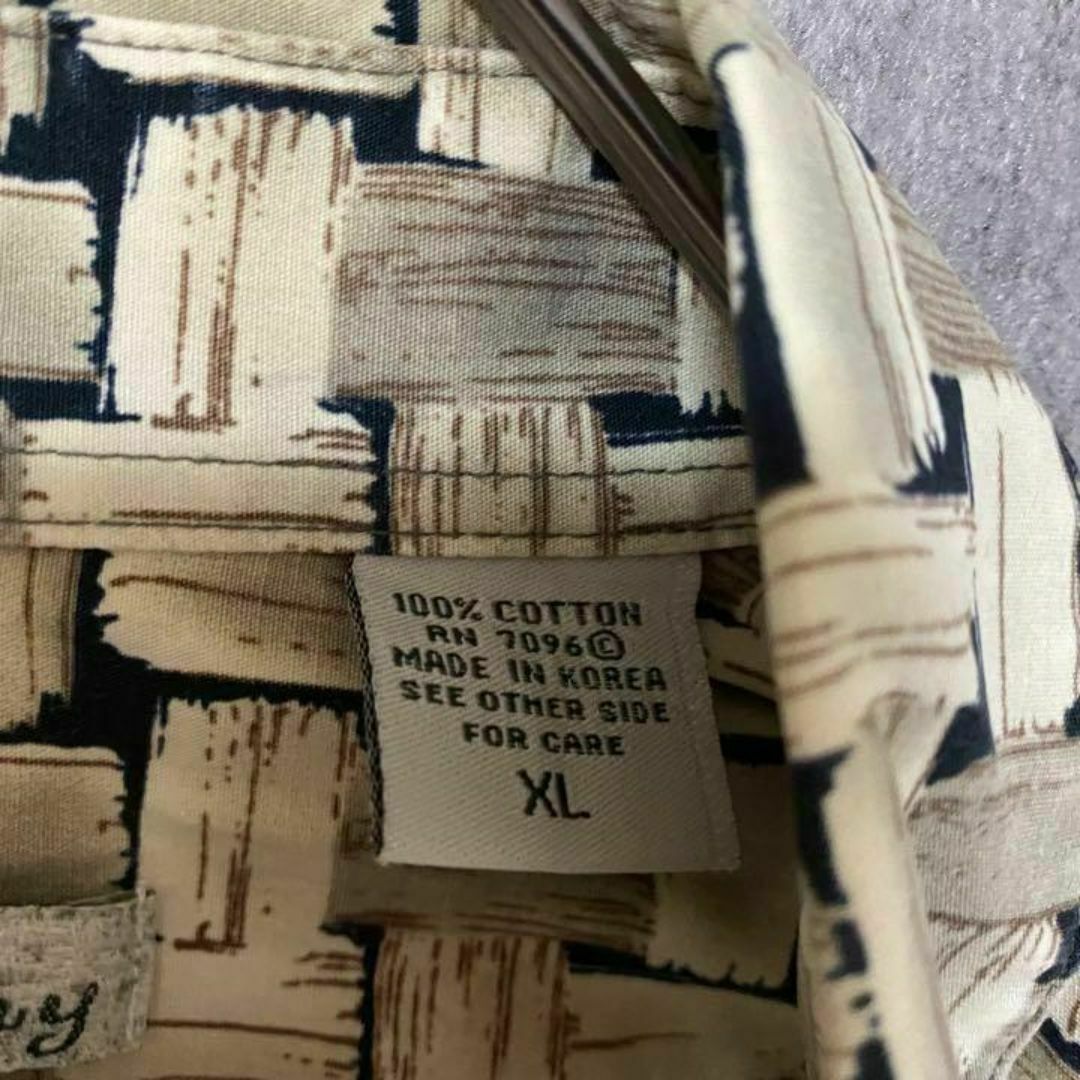 100% COTTON
RN 7096©
MADE IN KOREA
SEE OTHER SIDE
FOR CARE
XL